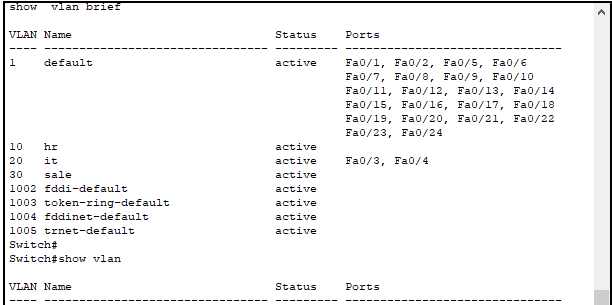 show  vlan brief
VLAN Name                             Status    Ports
---- -------------------------------- --------- -------------------------------
1    default                          active    Fa0/1, Fa0/2, Fa0/5, Fa0/6
                                                Fa0/7, Fa0/8, Fa0/9, Fa0/10
                                                Fa0/11, Fa0/12, Fa0/13, Fa0/14
                                                Fa0/15, Fa0/16, Fa0/17, Fa0/18
                                                Fa0/19, Fa0/20, Fa0/21, Fa0/22
                                                Fa0/23, Fa0/24
10   hr                               active
20   it                               active    Fa0/3, Fa0/4
30   sale                             active
1002 fddi-default                     active
1003 token-ring-default               active
1004 fddinet-default                  active
1005 trnet-default                    active
Switch#
Switch#show vlan
VLAN Name                             Status    Ports
---- -------------------------------- --------- -------------------------------